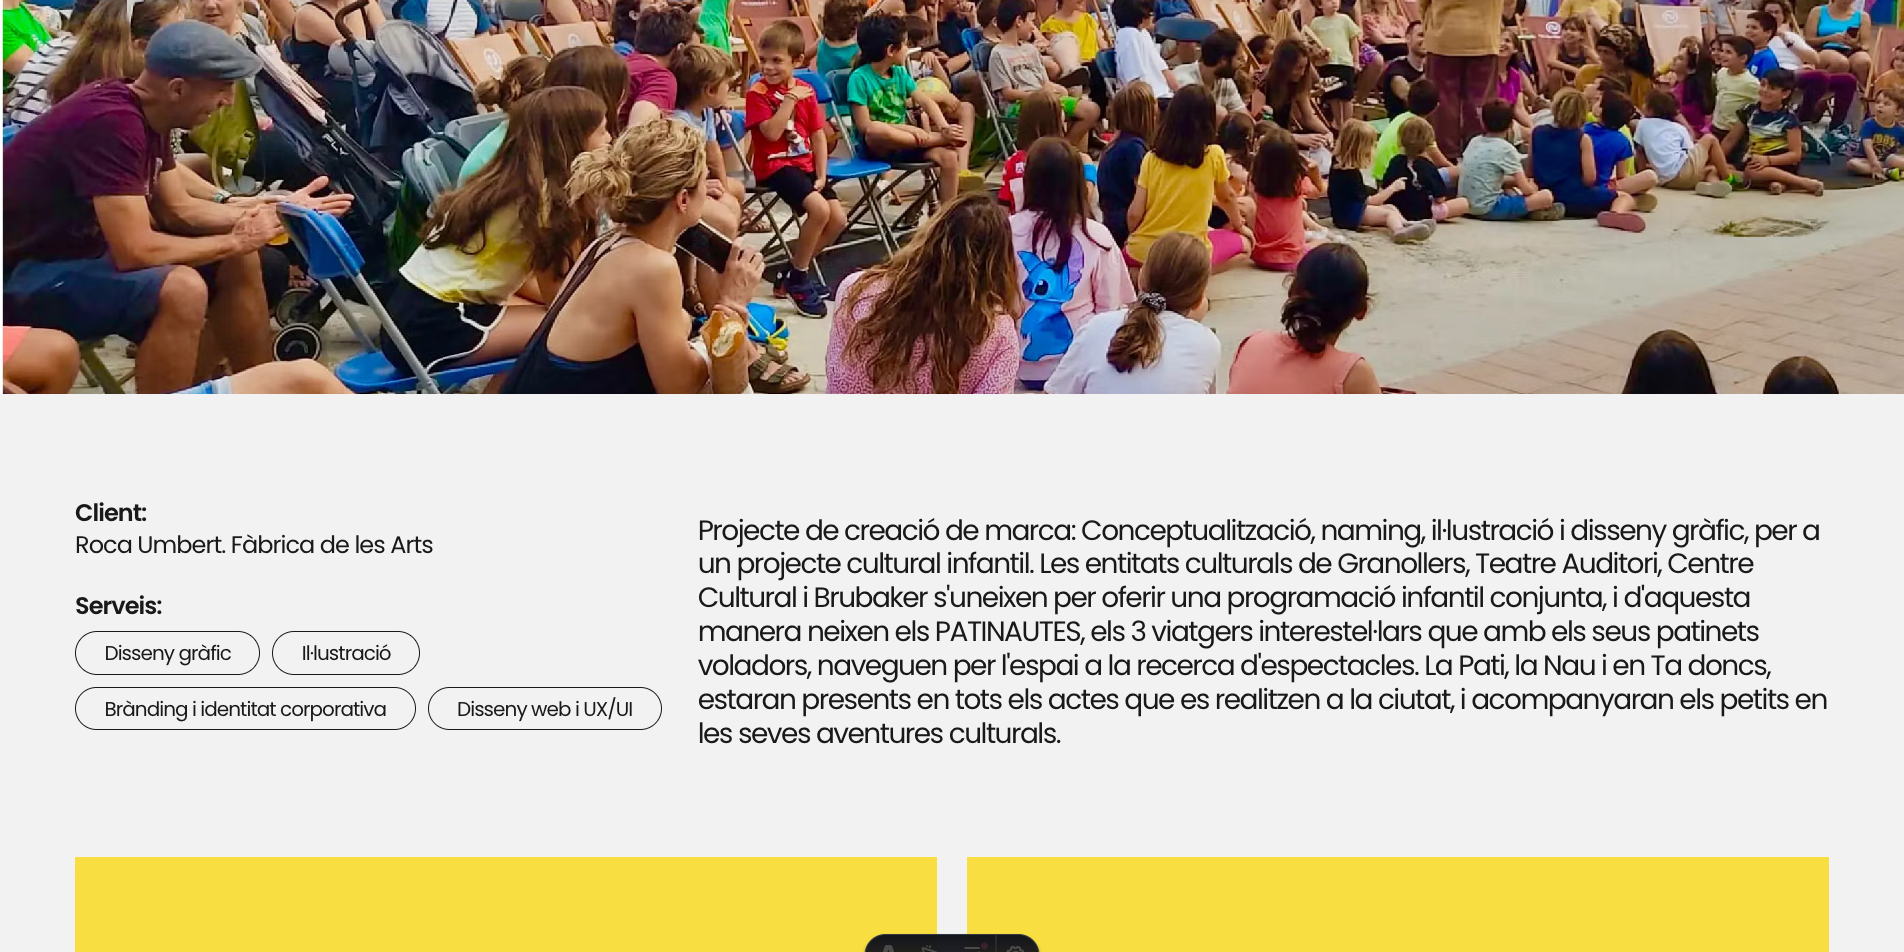 Client:
Roca Umbert. Fàbrica de les Arts
Serveis:
Disseny gràfic
Il·lustració
Brànding i identitat corporativa
Disseny web i UX/UI
Projecte de creació de marca: Conceptualització, naming, il·lustració i disseny gràfic, per a
un projecte cultural infantil. Les entitats culturals de Granollers, Teatre Auditori, Centre
Cultural i Brubaker s'uneixen per oferir una programació infantil conjunta, i d'aquesta
manera neixen els PATINAUTES, els 3 viatgers interestel·lars que amb els seus patinets
voladors, naveguen per l'espai a la recerca d'espectacles. La Pati, la Nau i en Ta doncs,
estaran presents en tots els actes que es realitzen a la ciutat, i acompanyaran els petits en
les seves aventures culturals.